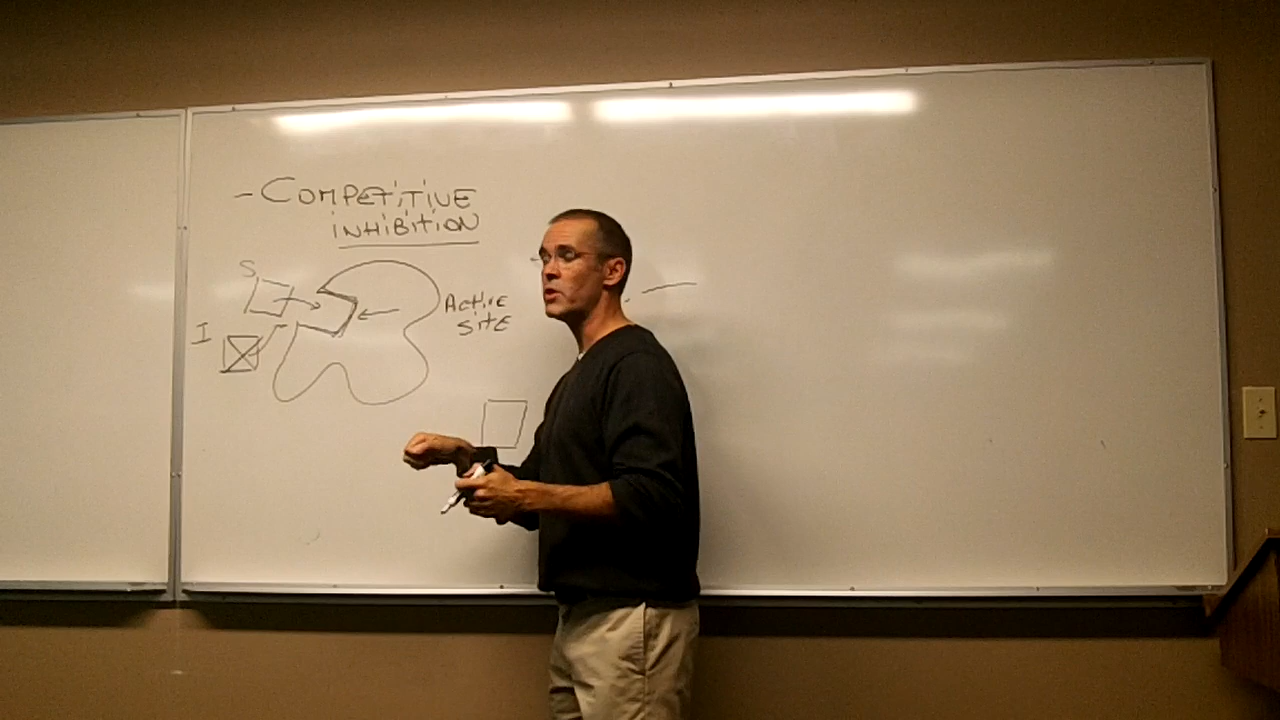 - COMPETITIVE
INHIBITION
S
I
ACTIVE
SITE